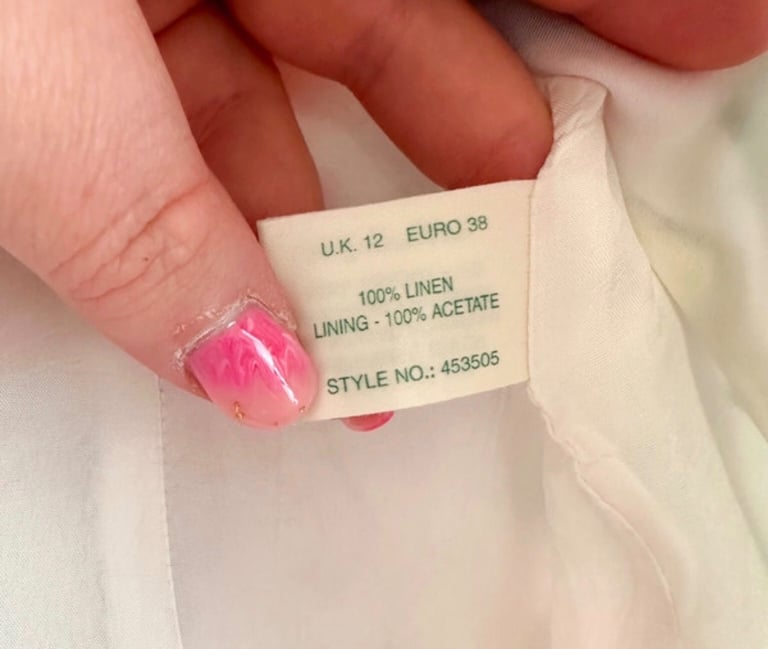 U.K. 12 EURO 38
100% LINEN
LINING - 100% ACETATE
STYLE NO.: 453505